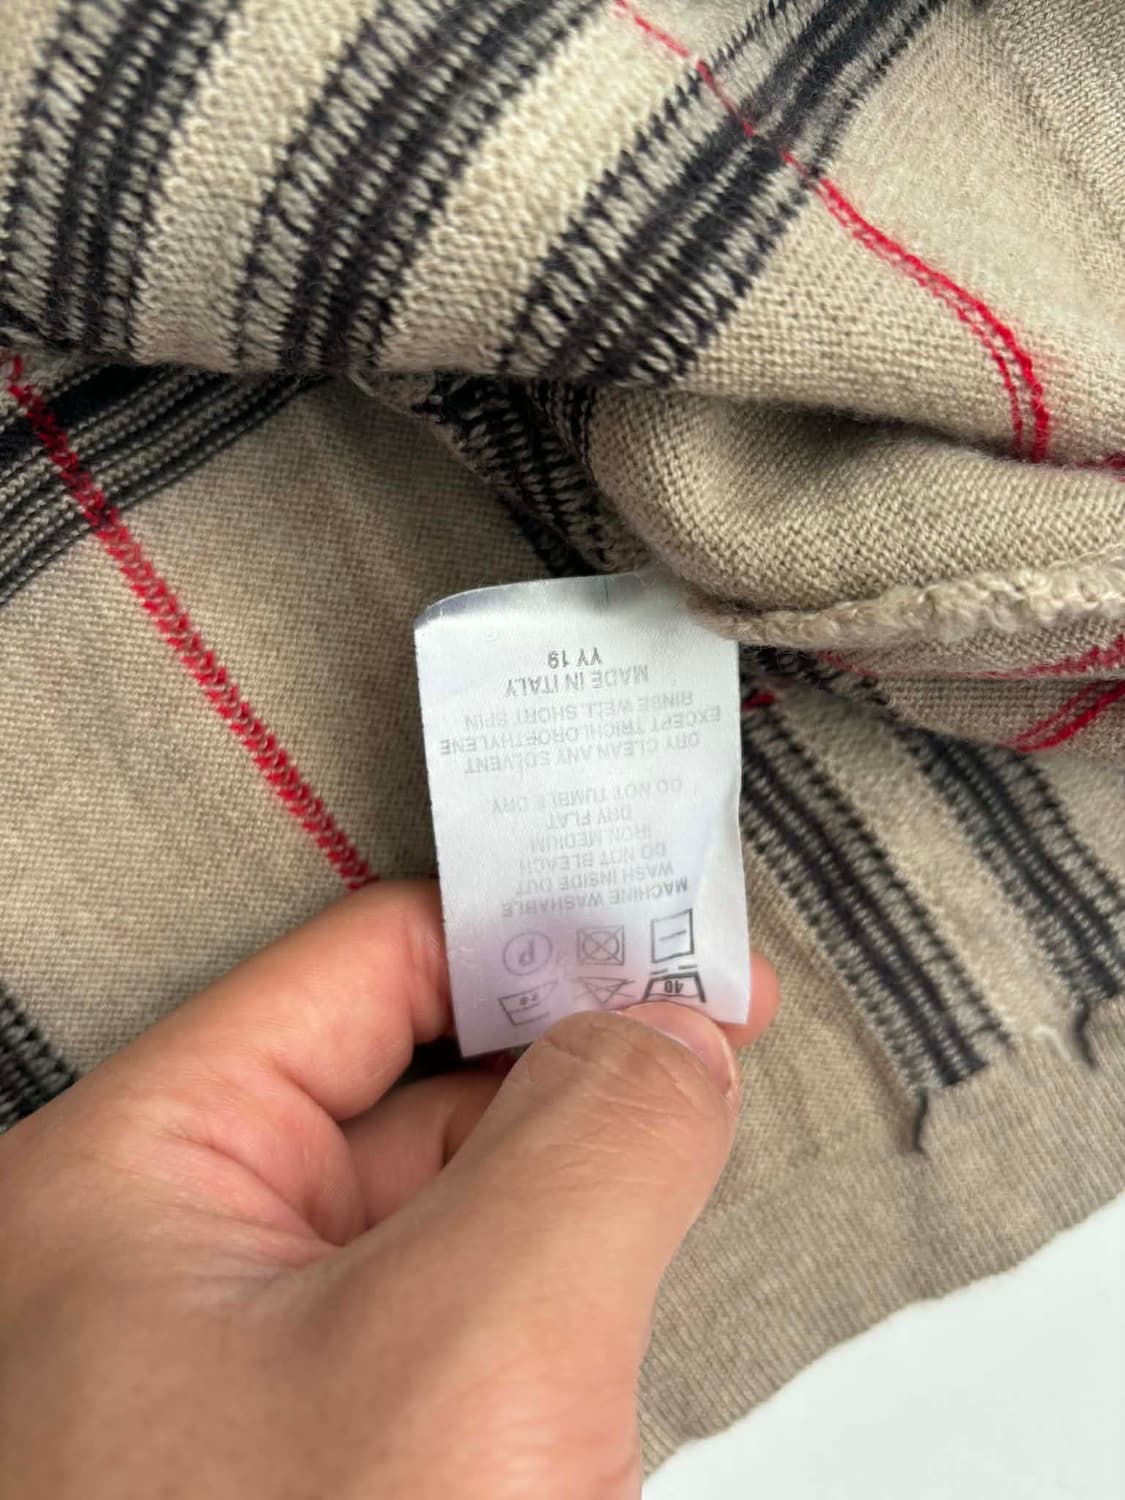 40
P
MACHINE WASHABLE
WASH INSIDE OUT
DO NOT BLEACH
IRON MEDIUM
DRY FLAT
DO NOT TUMBLE DRY
DRY CLEAN ANY SOLVENT
EXCEPT TRICHLOROETHYLENE
RINSE WELL SHORT SPIN
MADE IN ITALY
YY 19